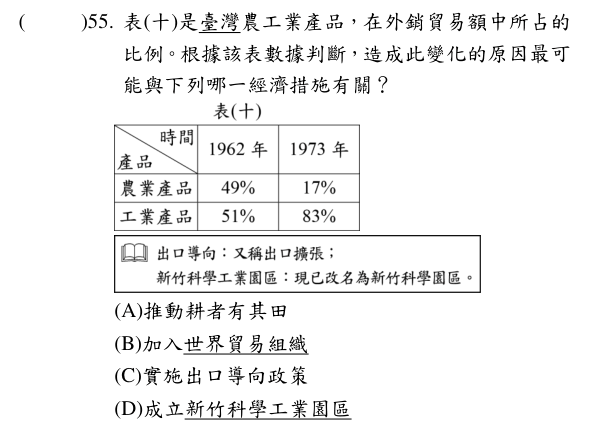 (　　)55. 表(十)是臺灣農工業產品，在外銷貿易額中所占的
比例。根據該表數據判斷，造成此變化的原因最可
能與下列哪一經濟措施有關？
表(十)
時間 1962 年 1973 年
產品
農業產品 49% 17%
工業產品 51% 83%
出口導向：又稱出口擴張；
新竹科學工業園區：現已改名為新竹科學園區。
(A)推動耕者有其田
(B)加入世界貿易組織
(C)實施出口導向政策
(D)成立新竹科學工業園區